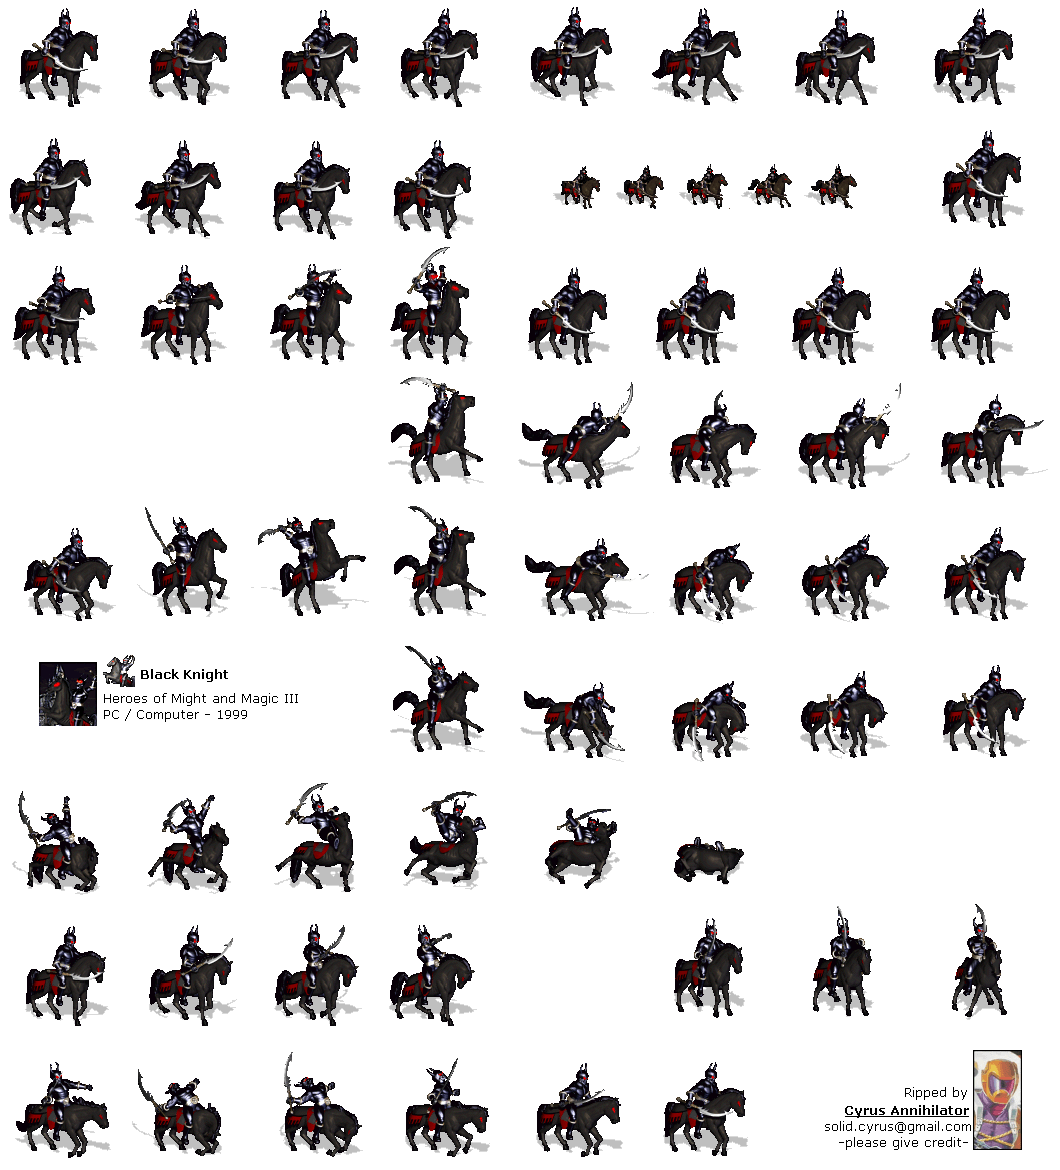 Black Knight
Heroes of Might and Magic III
PC / Computer - 1999
Ripped by
Cyrus Annihilator
solid.cyrus@gmail.com
-please give credit-